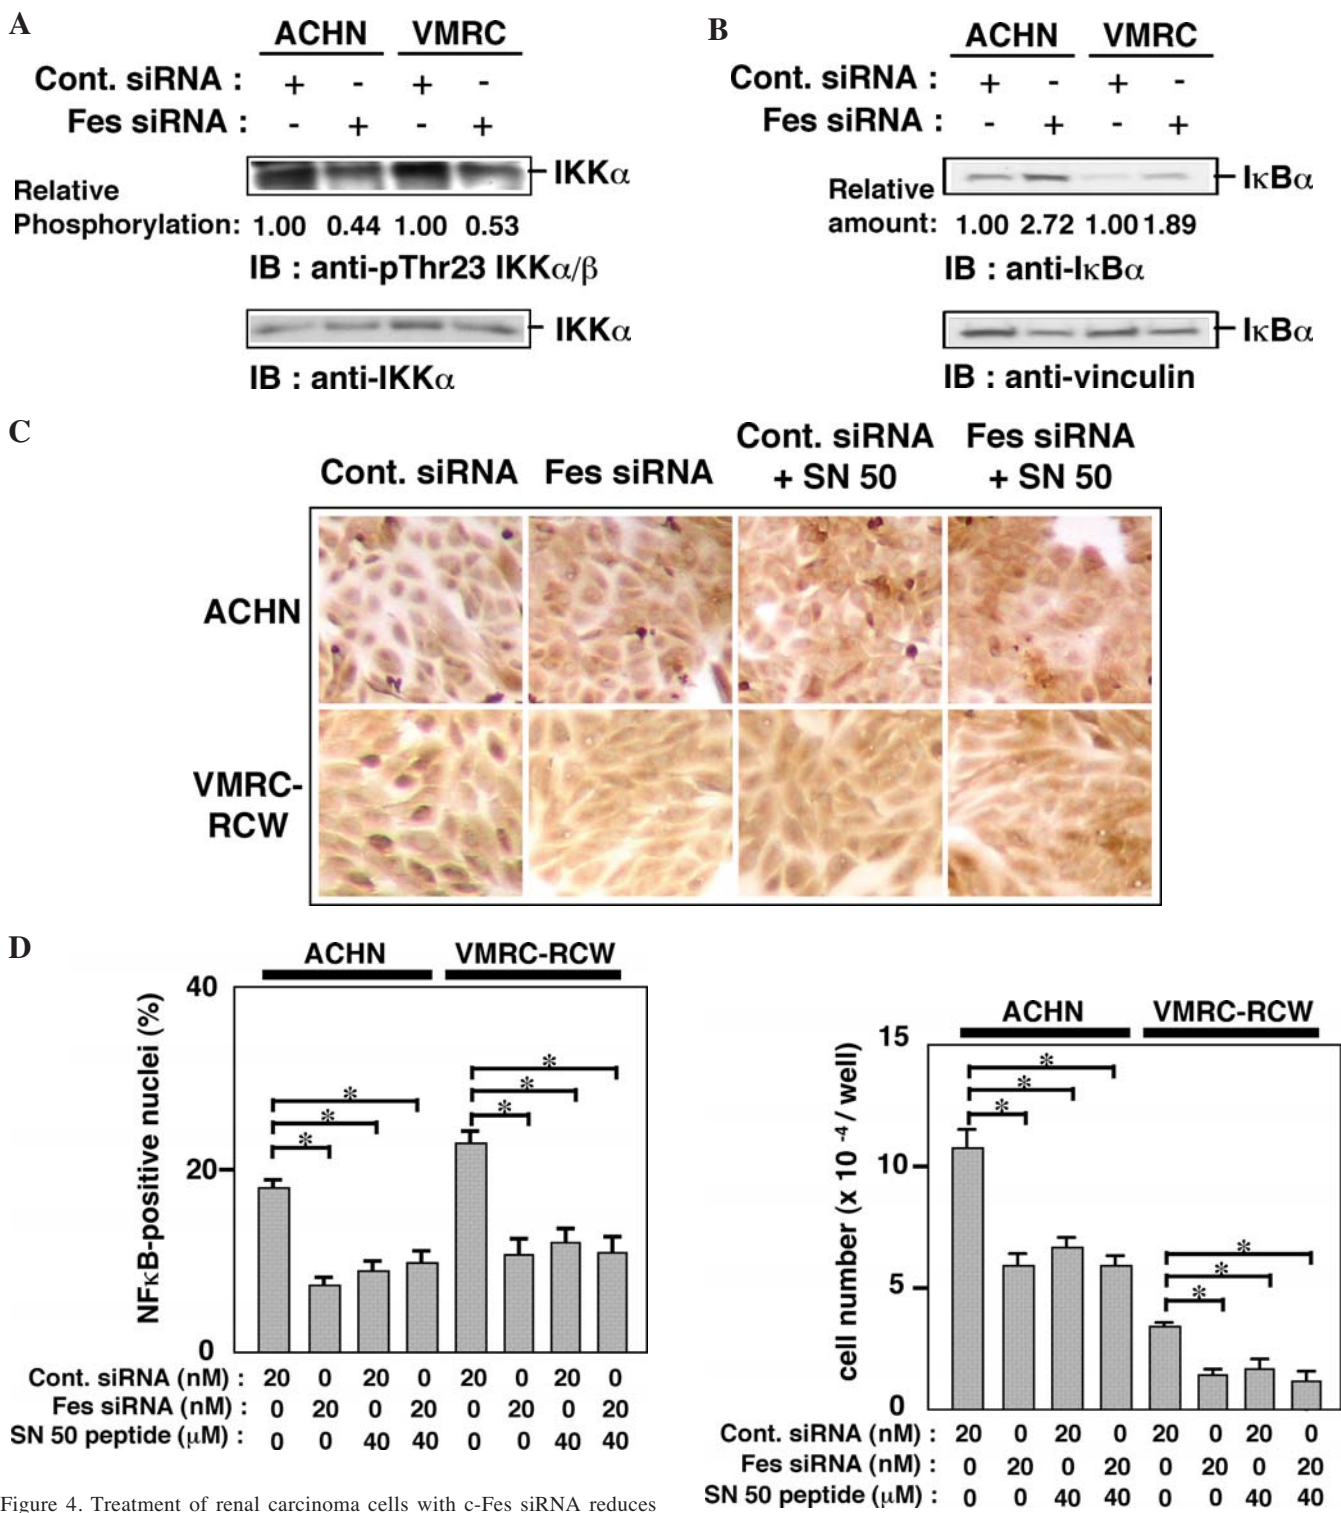 A
ACHN VMRC
Cont. siRNA : + - + -
Fes siRNA : - + - +
IKKα
Relative
Phosphorylation: 1.00 0.44 1.00 0.53
IB : anti-pThr23 IKKα/β
IKKα
IB : anti-IKKα
B
ACHN VMRC
Cont. siRNA : + - + -
Fes siRNA : - + - +
IκBα
Relative
amount: 1.00 2.72 1.00 1.89
IB : anti-IκBα
IκBα
IB : anti-vinculin
C
Cont. siRNA Fes siRNA Cont. siRNA + SN 50 Fes siRNA + SN 50
ACHN
VMRC-
RCW
D
ACHN VMRC-RCW
NFκB-positive nuclei (%)
40
20
0
* * * * * *
Cont. siRNA (nM) : 20 0 20 0 20 0 20 0
Fes siRNA (nM) : 0 20 0 20 0 20 0 20
SN 50 peptide (μM) : 0 0 40 40 0 0 40 40
ACHN VMRC-RCW
cell number (x 10 -4 / well)
15
10
5
0
* * * * * *
Cont. siRNA (nM) : 20 0 20 0 20 0 20 0
Fes siRNA (nM) : 0 20 0 20 0 20 0 20
SN 50 peptide (μM) : 0 0 40 40 0 0 40 40
Figure 4. Treatment of renal carcinoma cells with c-Fes siRNA reduces